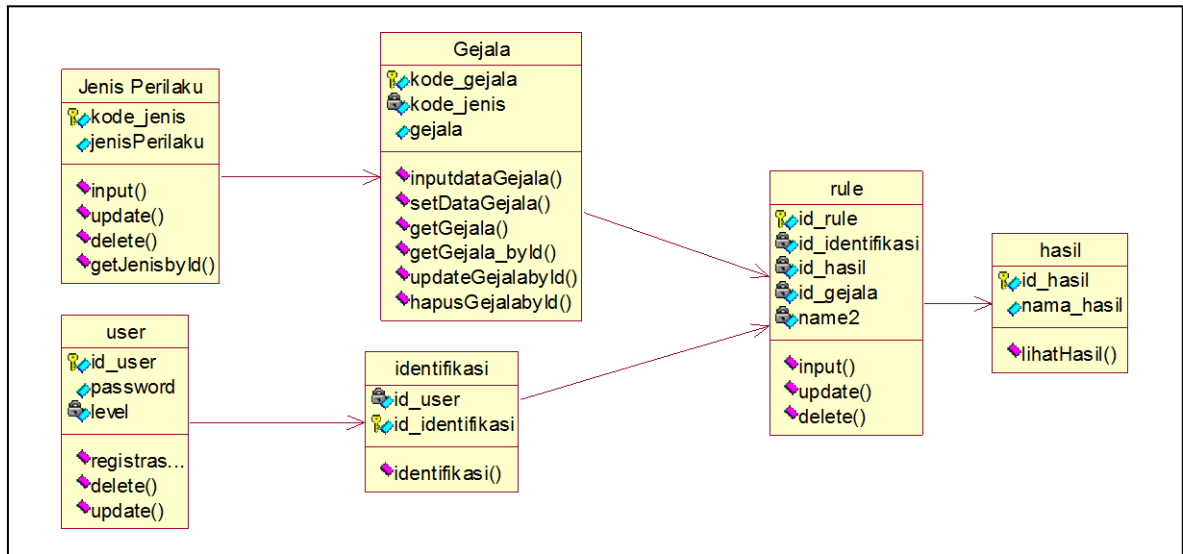 Jenis Perilaku
kode_jenis
jenisPerilaku
input()
update()
delete()
getJenisbyId()
Gejala
kode_gejala
kode_jenis
gejala
inputdataGejala()
setDataGejala()
getGejala()
getGejala_byId()
updateGejalabyId()
hapusGejalabyId()
user
id_user
password
level
registras...
delete()
update()
identifikasi
id_user
id_identifikasi
identifikasi()
rule
id_rule
id_identifikasi
id_hasil
id_gejala
name2
input()
update()
delete()
hasil
id_hasil
nama_hasil
lihatHasil()